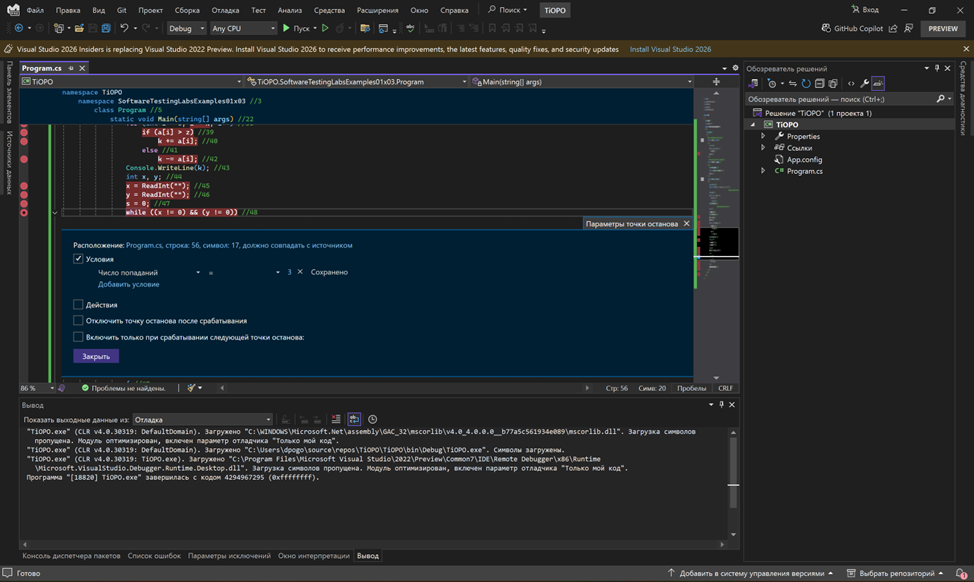 Файл Правка Вид Git Проект Сборка Отладка Тест Анализ Средства Расширения Окно Справка Поиск TiOPO Вход
Debug Any CPU Пуск GitHub Copilot PREVIEW
Visual Studio 2026 Insiders is replacing Visual Studio 2022 Preview. Install Visual Studio 2026 to receive performance improvements, the latest features, quality fixes, and security updates Install Visual Studio 2026
Панель элементов
Источники данных
Program.cs
TiOPO TiOPO.SoftwareTestingLabsExamples01x03.Program Main(string[] args)
namespace TiOPO
namespace SoftwareTestingLabsExamples01x03 //3
class Program //5
static void Main(string[] args) //22
if (a[i] > z) //39
k += a[i]; //40
else //41
k -= a[i]; //42
Console.WriteLine(k); //43
int x, y; //44
x = ReadInt(""); //45
y = ReadInt(""); //46
s = 0; //47
while ((x != 0) && (y != 0)) //48
Параметры точки останова
Расположение: Program.cs, строка: 56, символ: 17, должно совпадать с источником
Условия
Число попаданий = 3 Сохранено
Добавить условие
Действия
Отключить точку останова после срабатывания
Включить только при срабатывании следующей точки останова:
Закрыть
86 % Проблемы не найдены. Стр: 56 Симв: 20 Пробелы CRLF
Вывод
Показать выходные данные из: Отладка
"TiOPO.exe" (CLR v4.0.30319: DefaultDomain). Загружено "C:\WINDOWS\Microsoft.Net\assembly\GAC_32\mscorlib\v4.0_4.0.0.0__b77a5c561934e089\mscorlib.dll". Загрузка символов
пропущена. Модуль оптимизирован, включен параметр отладчика "Только мой код".
"TiOPO.exe" (CLR v4.0.30319: DefaultDomain). Загружено "C:\Users\dpogo\source\repos\TiOPO\TiOPO\bin\Debug\TiOPO.exe". Символы загружены.
"TiOPO.exe" (CLR v4.0.30319: TiOPO.exe). Загружено "C:\Program Files\Microsoft Visual Studio\2022\Preview\Common7\IDE\Remote Debugger\x86\Runtime
\Microsoft.VisualStudio.Debugger.Runtime.Desktop.dll". Загрузка символов пропущена. Модуль оптимизирован, включен параметр отладчика "Только мой код".
Программа "[18820] TiOPO.exe" завершилась с кодом 4294967295 (0xffffffff).
Консоль диспетчера пакетов Список ошибок Параметры исключений Окно интерпретации Вывод
Обозреватель решений
Обозреватель решений — поиск (Ctrl+;)
Решение "TiOPO" (1 проекта 1)
TiOPO
Properties
Ссылки
App.config
Program.cs
Средства диагностики
Готово Добавить в систему управления версиями Выбрать репозиторий